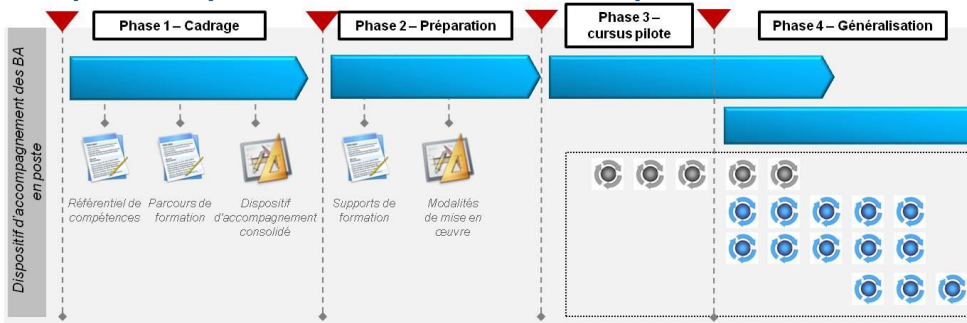 Phase 1 – Cadrage
Phase 2 – Préparation
Phase 3 –
cursus pilote
Phase 4 – Généralisation
Dispositif d'accompagnement des BA
en poste
Référentiel de
compétences
Parcours de
formation
Dispositif
d'accompagnement
consolidé
Supports de
formation
Modalités
de mise en
œuvre